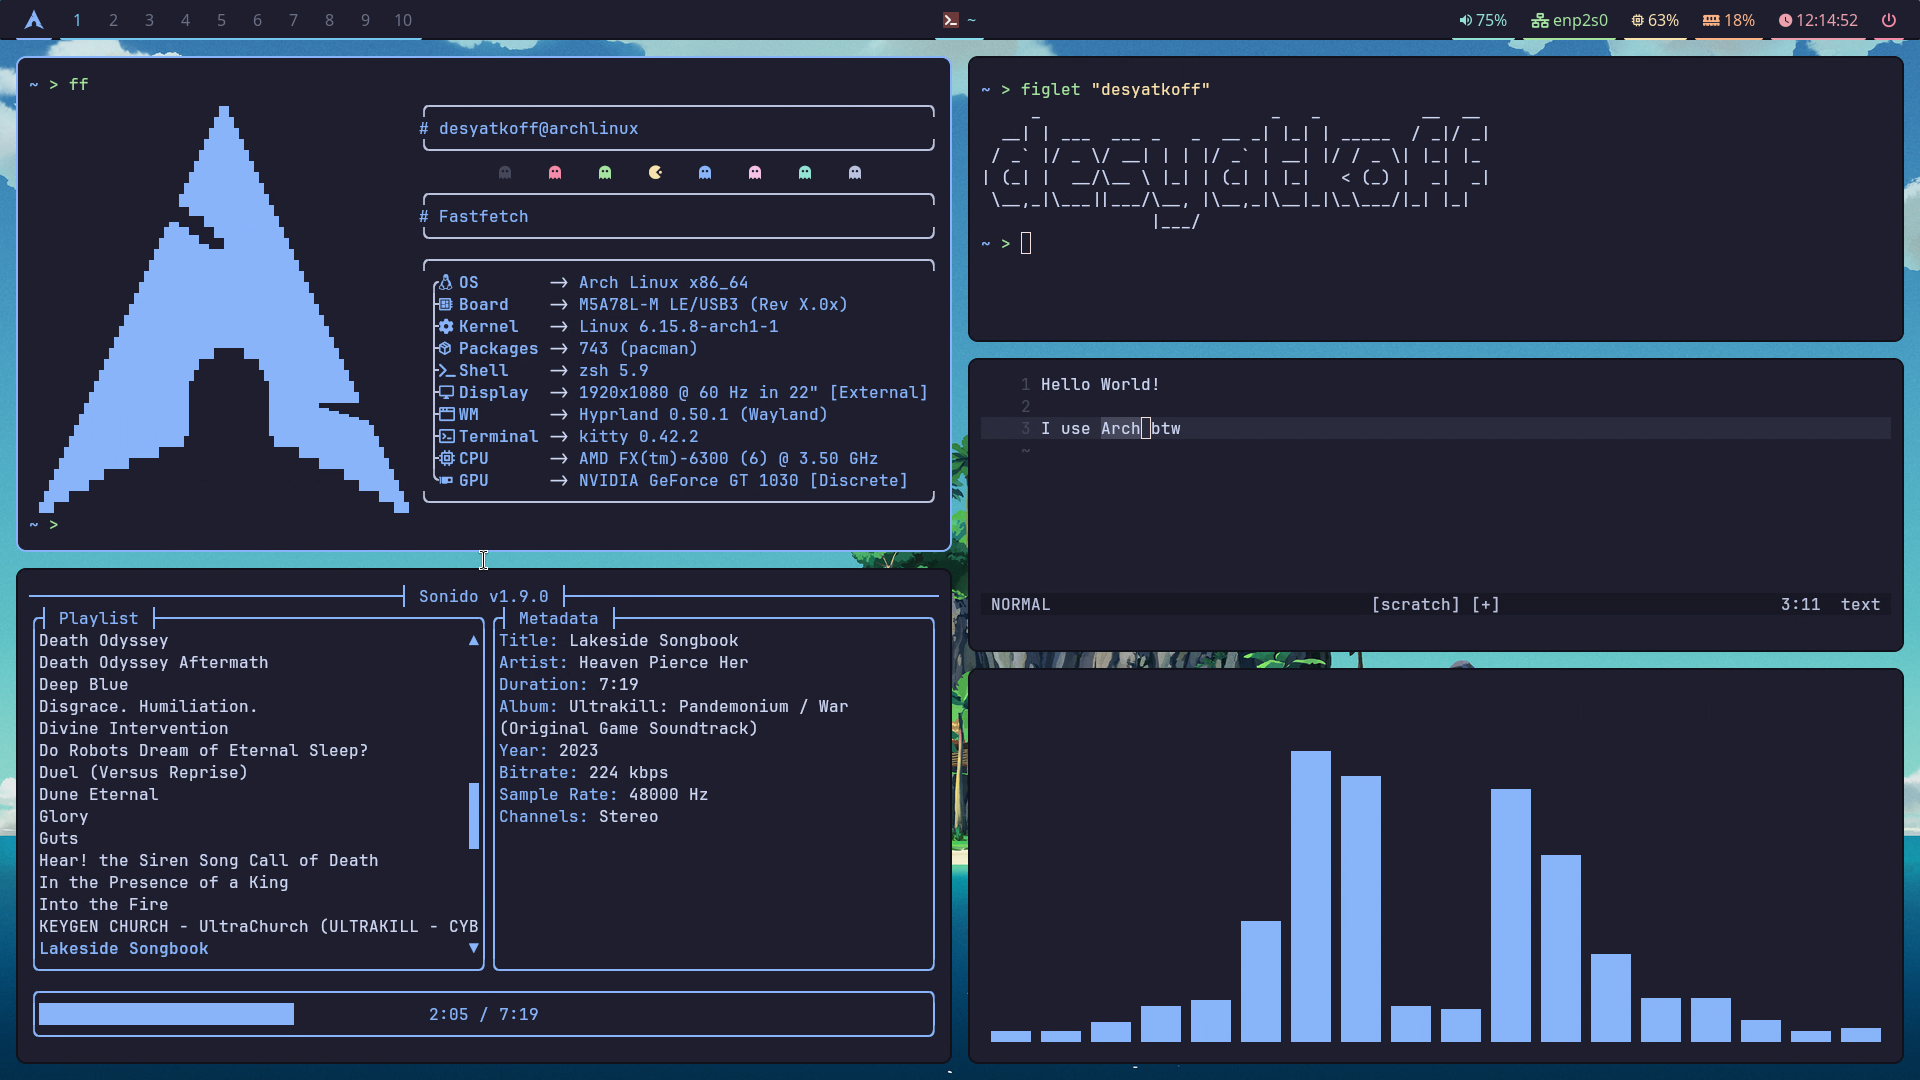 1 2 3 4 5 6 7 8 9 10
~
75% enp2s0 63% 18% 12:14:52
~ > ff
# desyatkoff@archlinux
# Fastfetch
OS → Arch Linux x86_64
Board → M5A78L-M LE/USB3 (Rev X.0x)
Kernel → Linux 6.15.8-arch1-1
Packages → 743 (pacman)
Shell → zsh 5.9
Display → 1920x1080 @ 60 Hz in 22" [External]
WM → Hyprland 0.50.1 (Wayland)
Terminal → kitty 0.42.2
CPU → AMD FX(tm)-6300 (6) @ 3.50 GHz
GPU → NVIDIA GeForce GT 1030 [Discrete]
~ >
~ > figlet "desyatkoff"
desyatkoff
~ >
1 Hello World!
2
3 I use Arch btw
~
NORMAL [scratch] [+] 3:11 text
Sonido v1.9.0
Playlist
Death Odyssey
Death Odyssey Aftermath
Deep Blue
Disgrace. Humiliation.
Divine Intervention
Do Robots Dream of Eternal Sleep?
Duel (Versus Reprise)
Dune Eternal
Glory
Guts
Hear! the Siren Song Call of Death
In the Presence of a King
Into the Fire
KEYGEN CHURCH - UltraChurch (ULTRAKILL - CYB
Lakeside Songbook
Metadata
Title: Lakeside Songbook
Artist: Heaven Pierce Her
Duration: 7:19
Album: Ultrakill: Pandemonium / War
(Original Game Soundtrack)
Year: 2023
Bitrate: 224 kbps
Sample Rate: 48000 Hz
Channels: Stereo
2:05 / 7:19